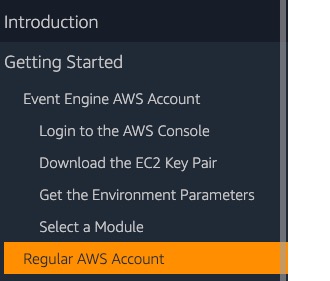 Introduction
Getting Started
Event Engine AWS Account
Login to the AWS Console
Download the EC2 Key Pair
Get the Environment Parameters
Select a Module
Regular AWS Account